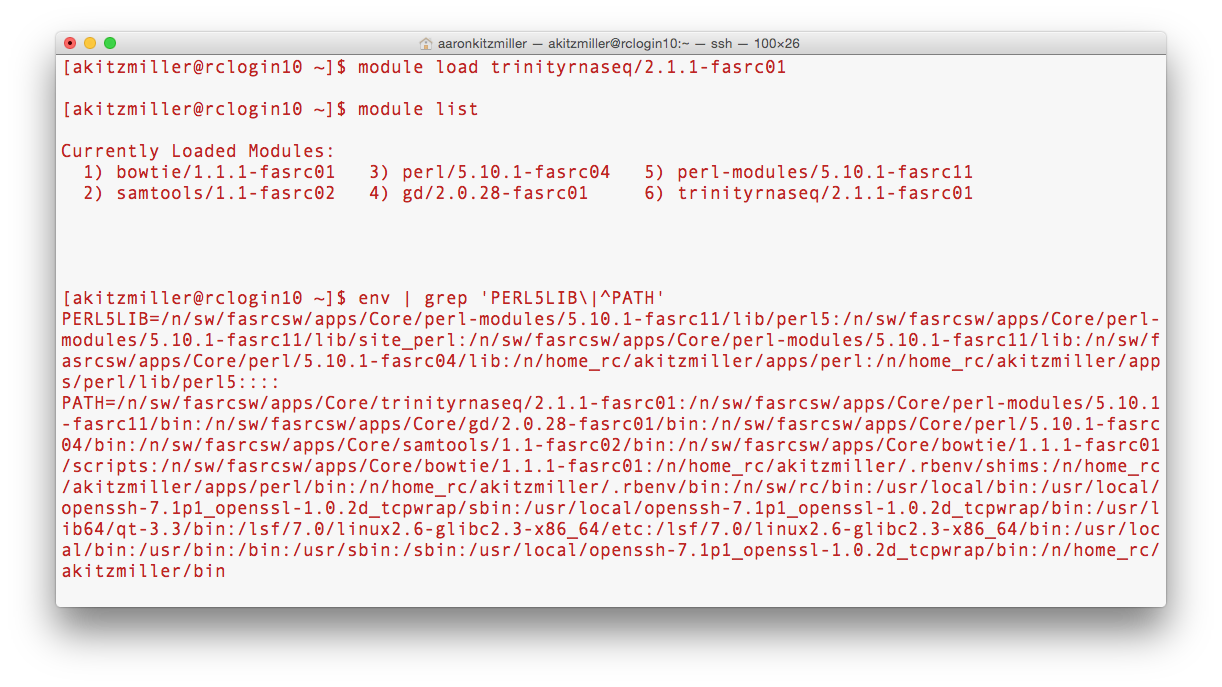 aaronkitzmiller — akitzmiller@rclogin10:~ — ssh — 100×26
[akitzmiller@rclogin10 ~]$ module load trinityrnaseq/2.1.1-fasrc01
[akitzmiller@rclogin10 ~]$ module list
Currently Loaded Modules:
  1) bowtie/1.1.1-fasrc01   3) perl/5.10.1-fasrc04   5) perl-modules/5.10.1-fasrc11
  2) samtools/1.1-fasrc02   4) gd/2.0.28-fasrc01     6) trinityrnaseq/2.1.1-fasrc01
[akitzmiller@rclogin10 ~]$ env | grep 'PERL5LIB\|^PATH'
PERL5LIB=/n/sw/fasrcsw/apps/Core/perl-modules/5.10.1-fasrc11/lib/perl5:/n/sw/fasrcsw/apps/Core/perl-
modules/5.10.1-fasrc11/lib/site_perl:/n/sw/fasrcsw/apps/Core/perl-modules/5.10.1-fasrc11/lib:/n/sw/f
asrcsw/apps/Core/perl/5.10.1-fasrc04/lib:/n/home_rc/akitzmiller/apps/perl:/n/home_rc/akitzmiller/app
s/perl/lib/perl5::::
PATH=/n/sw/fasrcsw/apps/Core/trinityrnaseq/2.1.1-fasrc01:/n/sw/fasrcsw/apps/Core/perl-modules/5.10.1
-fasrc11/bin:/n/sw/fasrcsw/apps/Core/gd/2.0.28-fasrc01/bin:/n/sw/fasrcsw/apps/Core/perl/5.10.1-fasrc
04/bin:/n/sw/fasrcsw/apps/Core/samtools/1.1-fasrc02/bin:/n/sw/fasrcsw/apps/Core/bowtie/1.1.1-fasrc01
/scripts:/n/sw/fasrcsw/apps/Core/bowtie/1.1.1-fasrc01:/n/home_rc/akitzmiller/.rbenv/shims:/n/home_rc
/akitzmiller/apps/perl/bin:/n/home_rc/akitzmiller/.rbenv/bin:/n/sw/rc/bin:/usr/local/bin:/usr/local/
openssh-7.1p1_openssl-1.0.2d_tcpwrap/sbin:/usr/local/openssh-7.1p1_openssl-1.0.2d_tcpwrap/bin:/usr/l
ib64/qt-3.3/bin:/lsf/7.0/linux2.6-glibc2.3-x86_64/etc:/lsf/7.0/linux2.6-glibc2.3-x86_64/bin:/usr/loc
al/bin:/usr/bin:/bin:/usr/sbin:/sbin:/usr/local/openssh-7.1p1_openssl-1.0.2d_tcpwrap/bin:/n/home_rc/
akitzmiller/bin